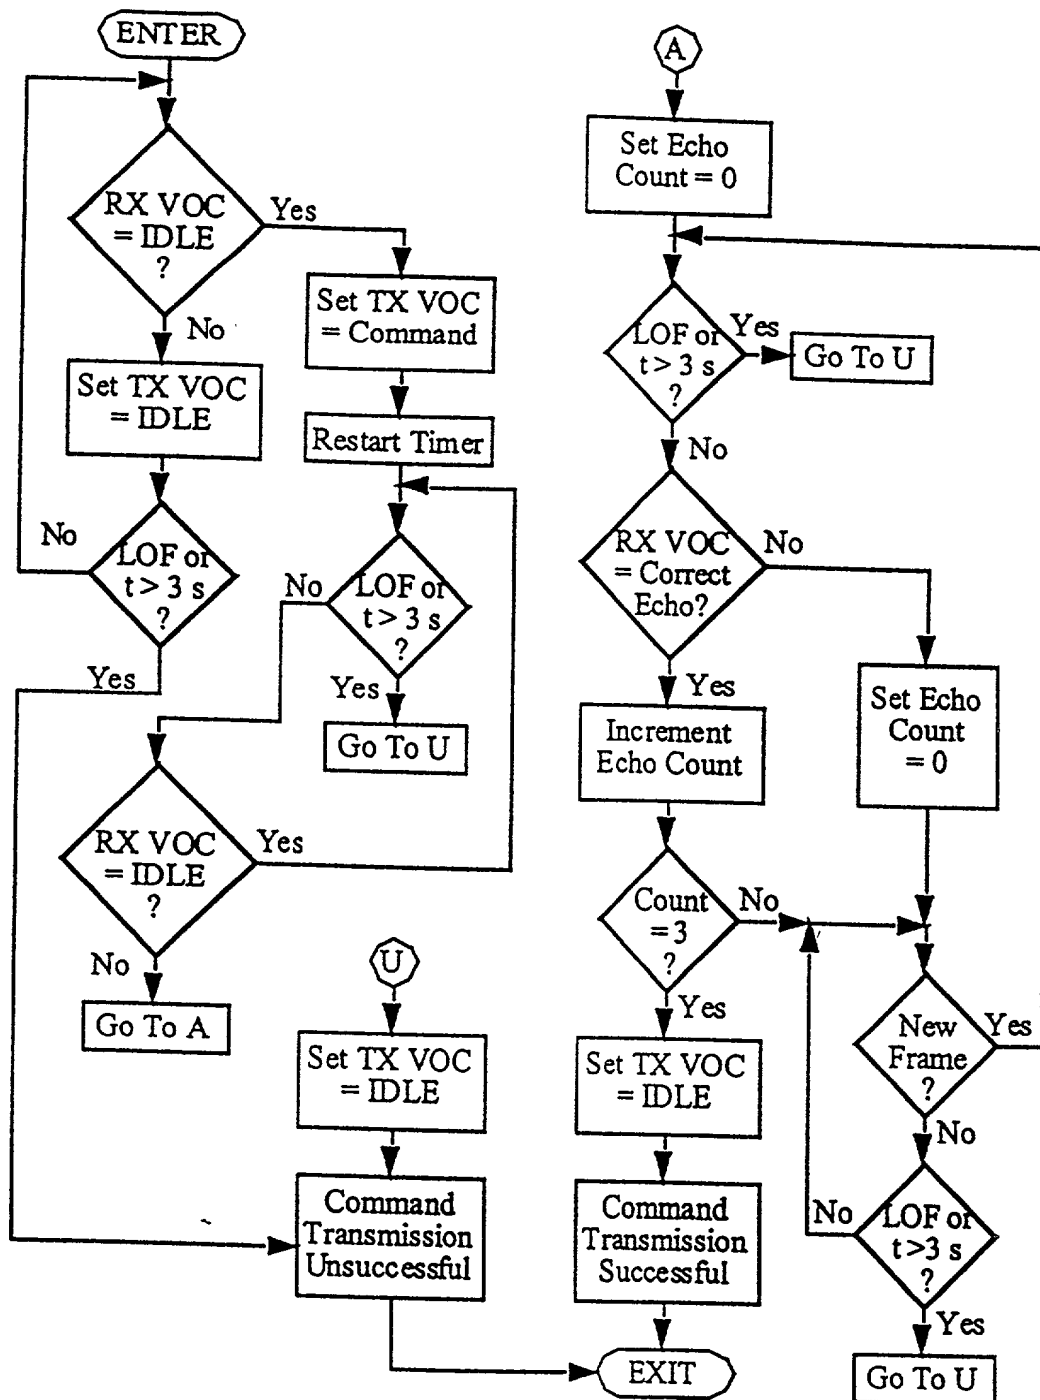 ENTER
RX VOC
= IDLE
?
Yes
No
Set TX VOC
= Command
Set TX VOC
= IDLE
Restart Timer
No
LOF or
t > 3 s
?
Yes
No
LOF or
t > 3 s
?
Yes
Go To U
RX VOC
= IDLE
?
Yes
No
Go To A
U
Set TX VOC
= IDLE
Command
Transmission
Unsuccessful
A
Set Echo
Count = 0
LOF or
t > 3 s
?
Yes
Go To U
No
RX VOC
= Correct
Echo?
No
Yes
Increment
Echo Count
Set Echo
Count
= 0
Count
= 3
?
No
Yes
Set TX VOC
= IDLE
Command
Transmission
Successful
EXIT
New
Frame
?
Yes
No
LOF or
t >3 s
?
No
Yes
Go To U